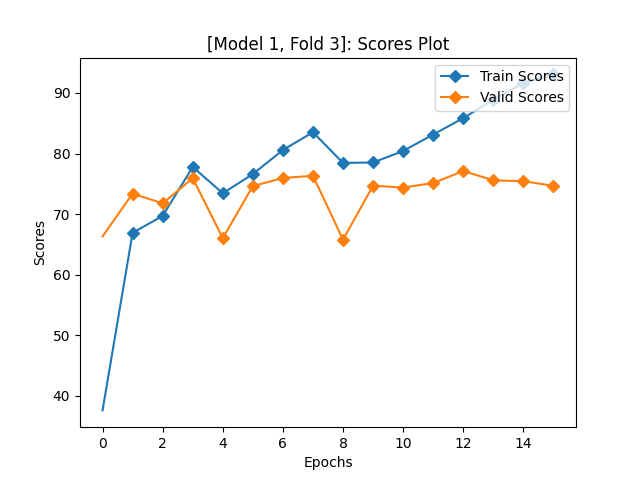 [Model 1, Fold 3]: Scores Plot
Train Scores
Valid Scores
Scores
90
80
70
60
50
40
0 2 4 6 8 10 12 14
Epochs